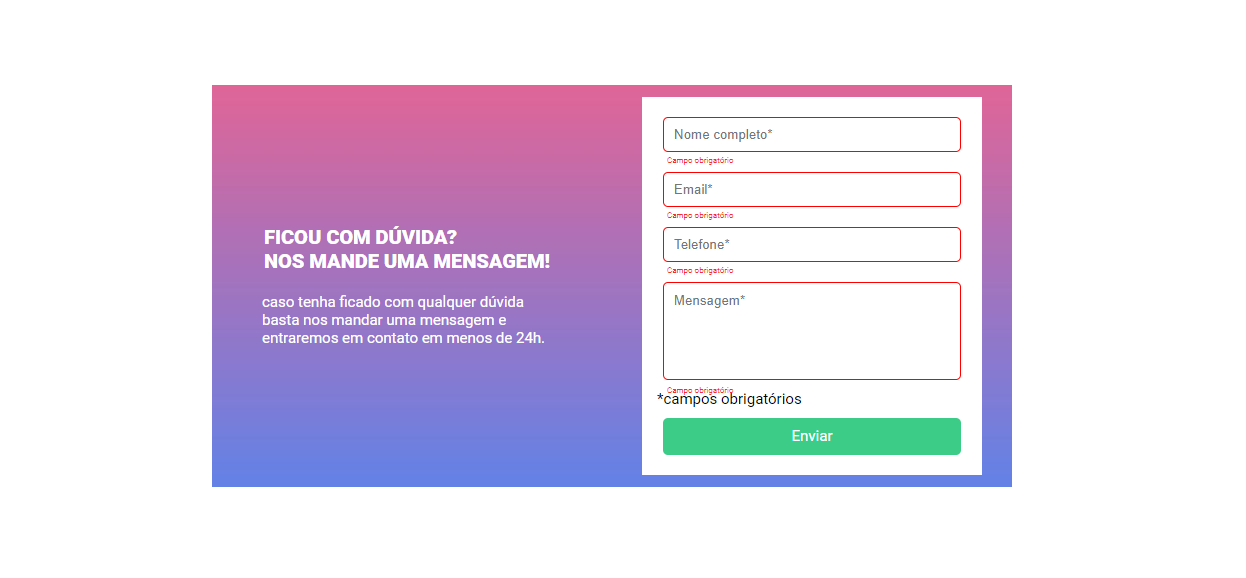 FICOU COM DÚVIDA?
NOS MANDE UMA MENSAGEM!
caso tenha ficado com qualquer dúvida
basta nos mandar uma mensagem e
entraremos em contato em menos de 24h.
Nome completo*
Campo obrigatório
Email*
Campo obrigatório
Telefone*
Campo obrigatório
Mensagem*
Campo obrigatório
*campos obrigatórios
Enviar